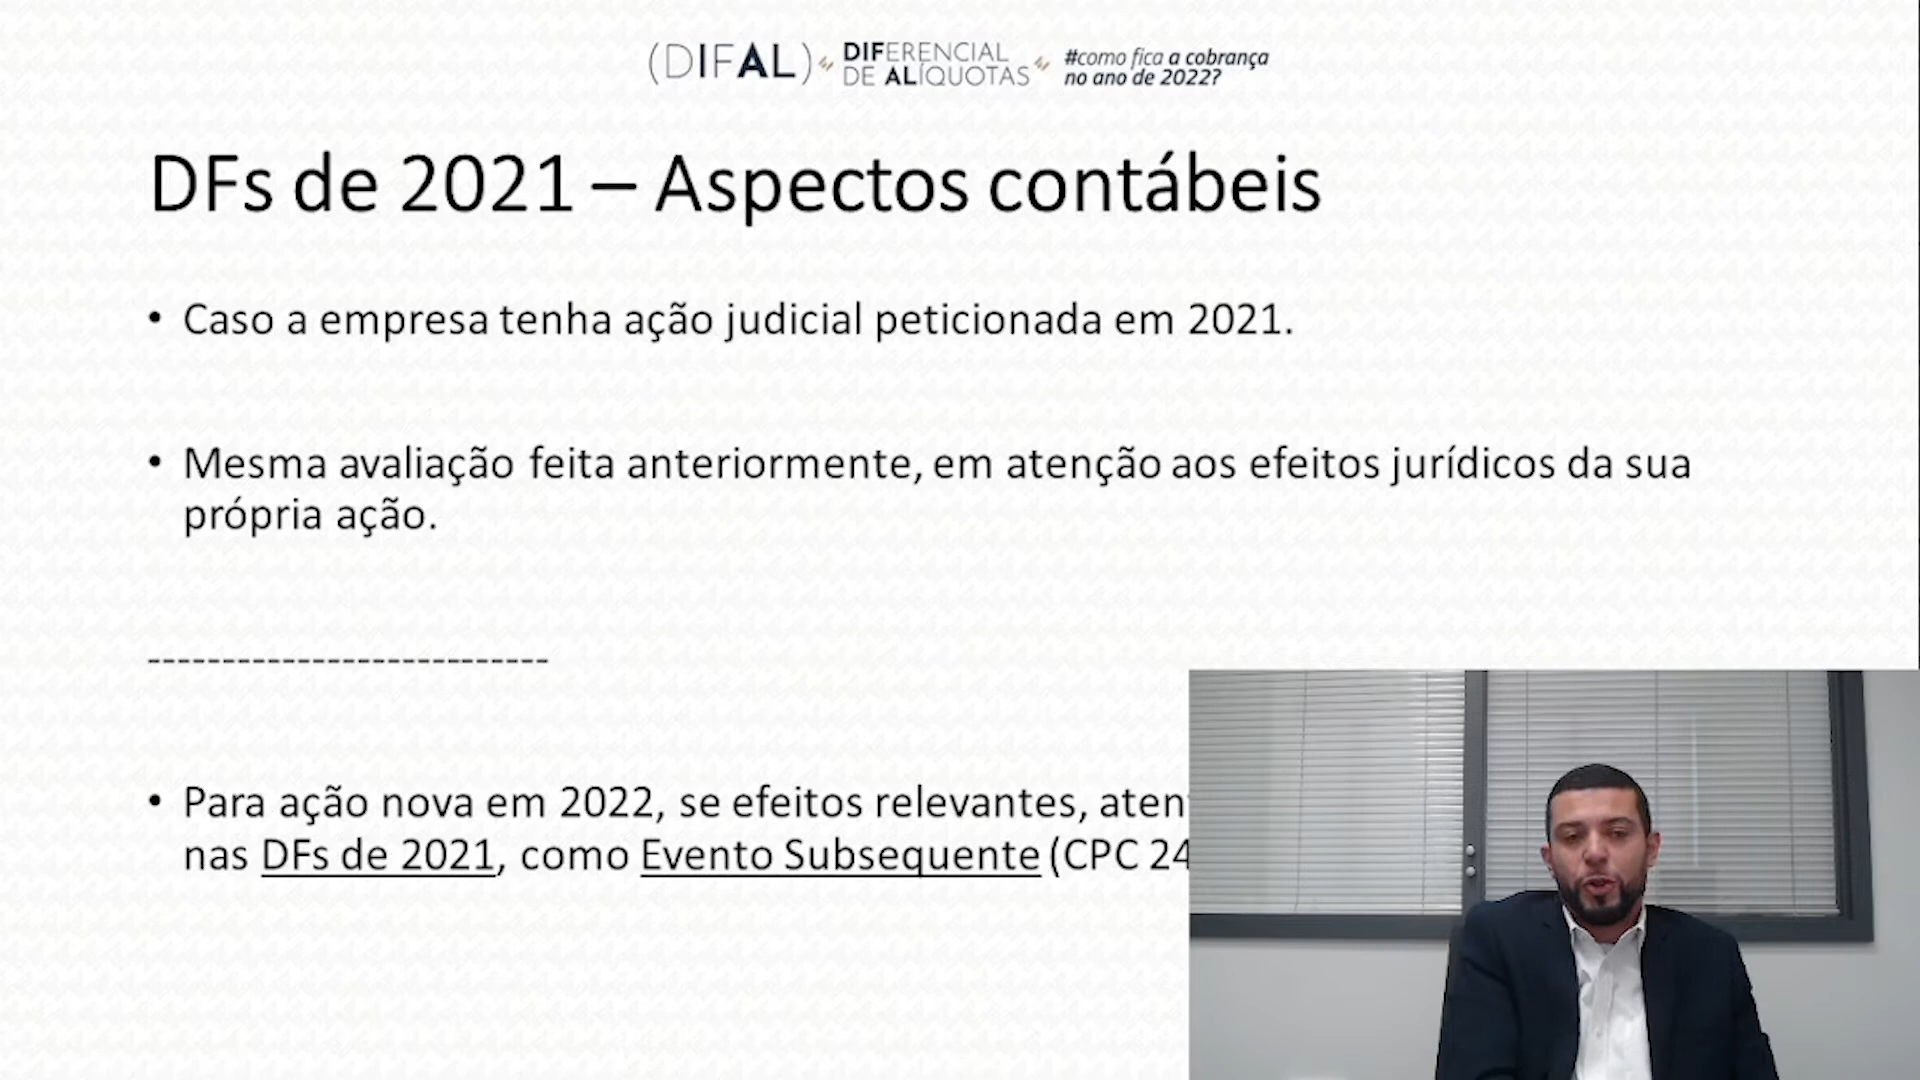 (DIFAL) DIFERENCIAL DE ALÍQUOTAS #como fica a cobrança no ano de 2022?
DFs de 2021 – Aspectos contábeis
• Caso a empresa tenha ação judicial peticionada em 2021.
• Mesma avaliação feita anteriormente, em atenção aos efeitos jurídicos da sua
própria ação.
---------------------------
• Para ação nova em 2022, se efeitos relevantes,
nas DFs de 2021, como Evento Subsequente (CPC 24